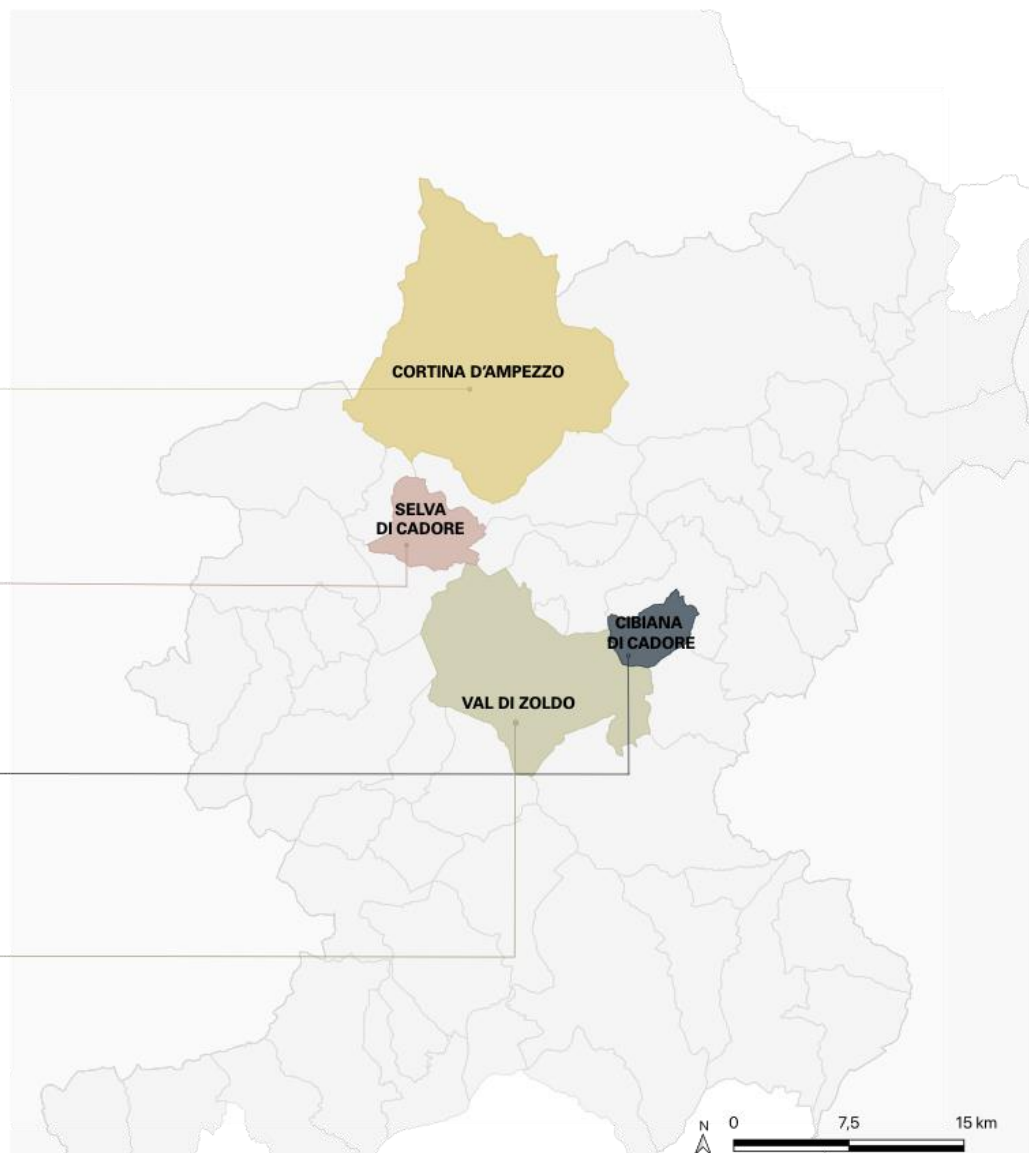 CORTINA D'AMPEZZO
SELVA
DI CADORE
CIBIANA
DI CADORE
VAL DI ZOLDO
N
0 7,5 15 km